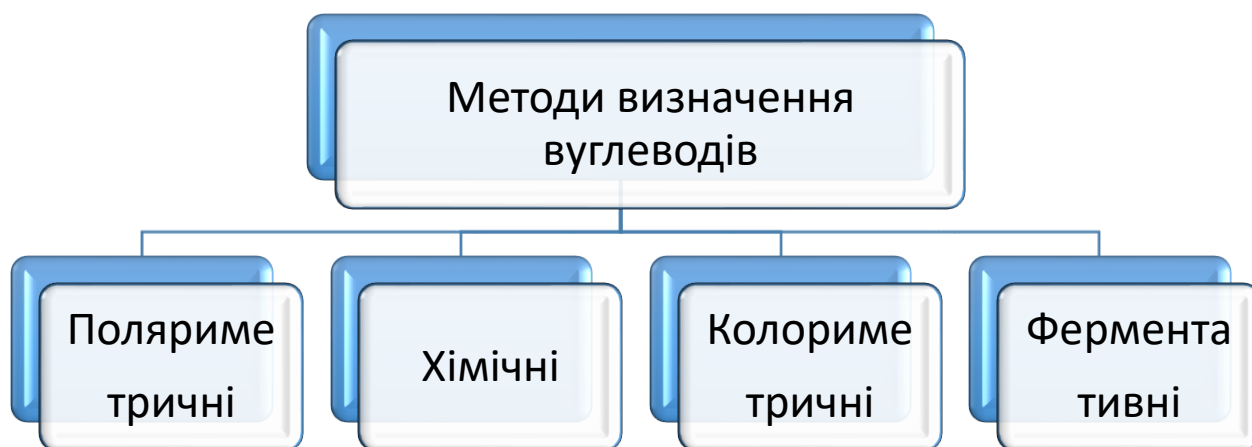 Методи визначення
вуглеводів
Поляриме
тричні
Хімічні
Колориме
тричні
Фермента
тивні